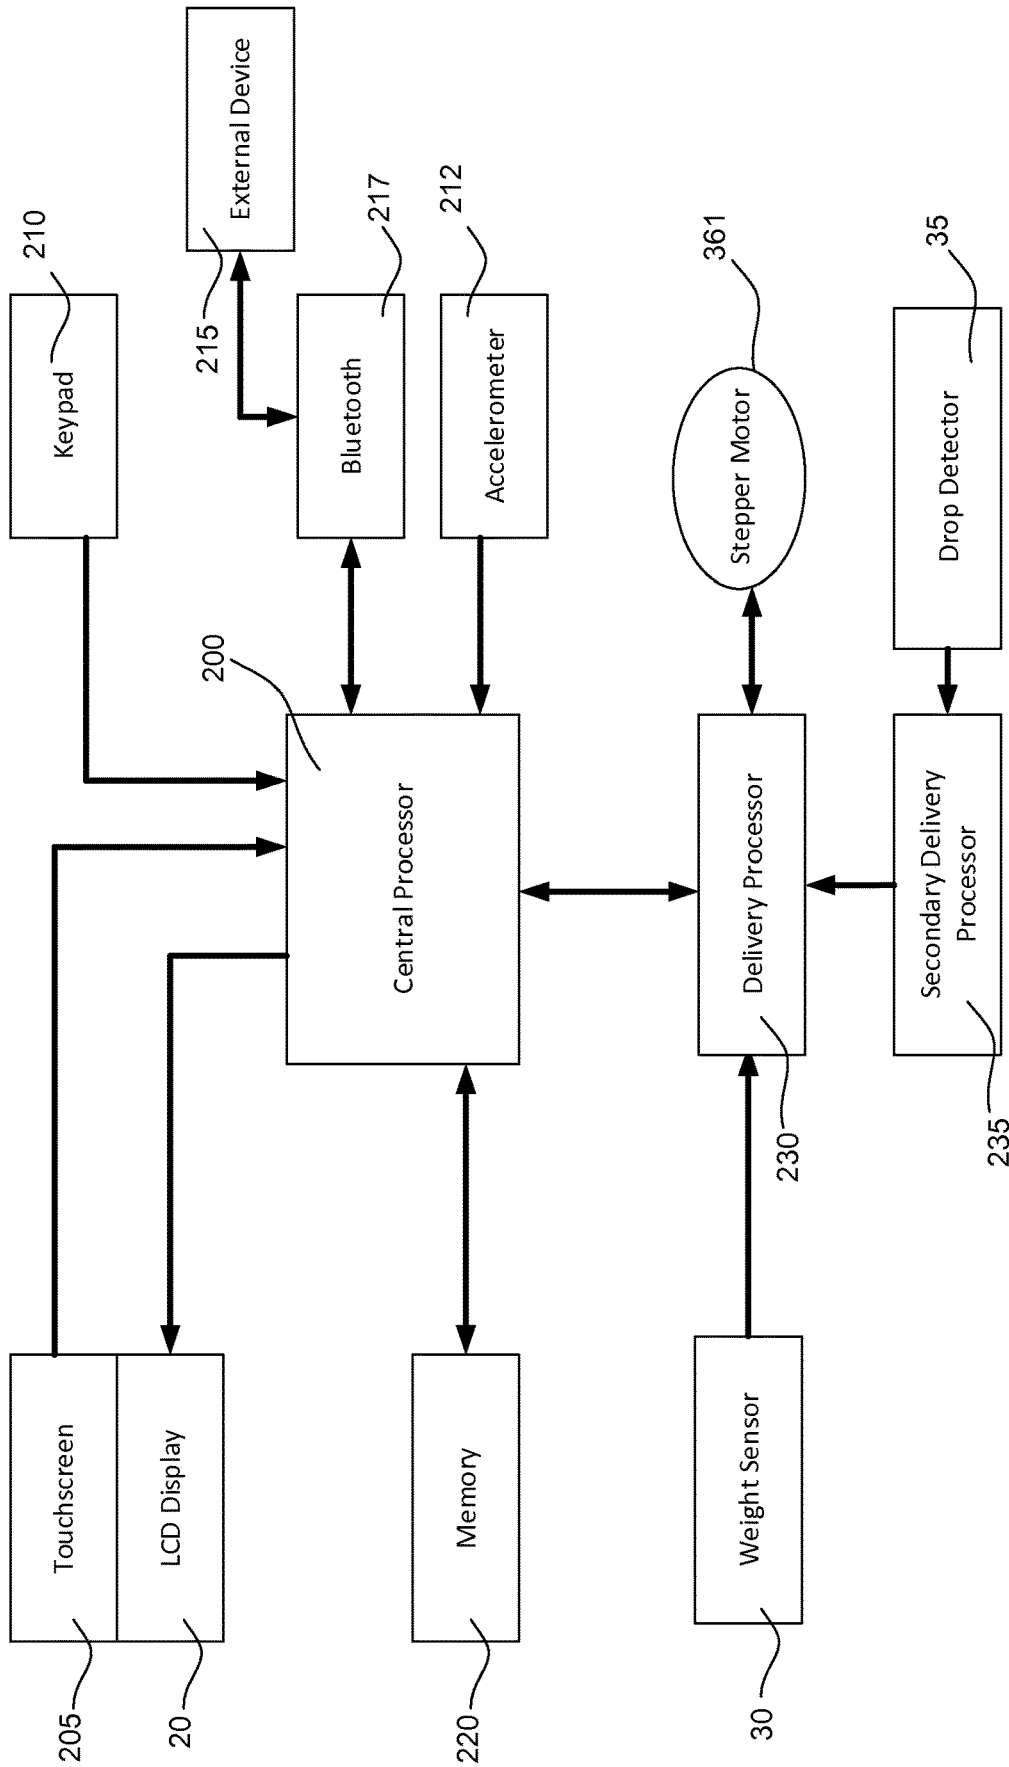 205
Touchscreen
20
LCD Display
Keypad
210
External Device
215
Bluetooth
217
Central Processor
200
Accelerometer
212
220
Memory
Stepper Motor
361
30
Weight Sensor
230
Delivery Processor
235
Secondary Delivery
Processor
Drop Detector
35